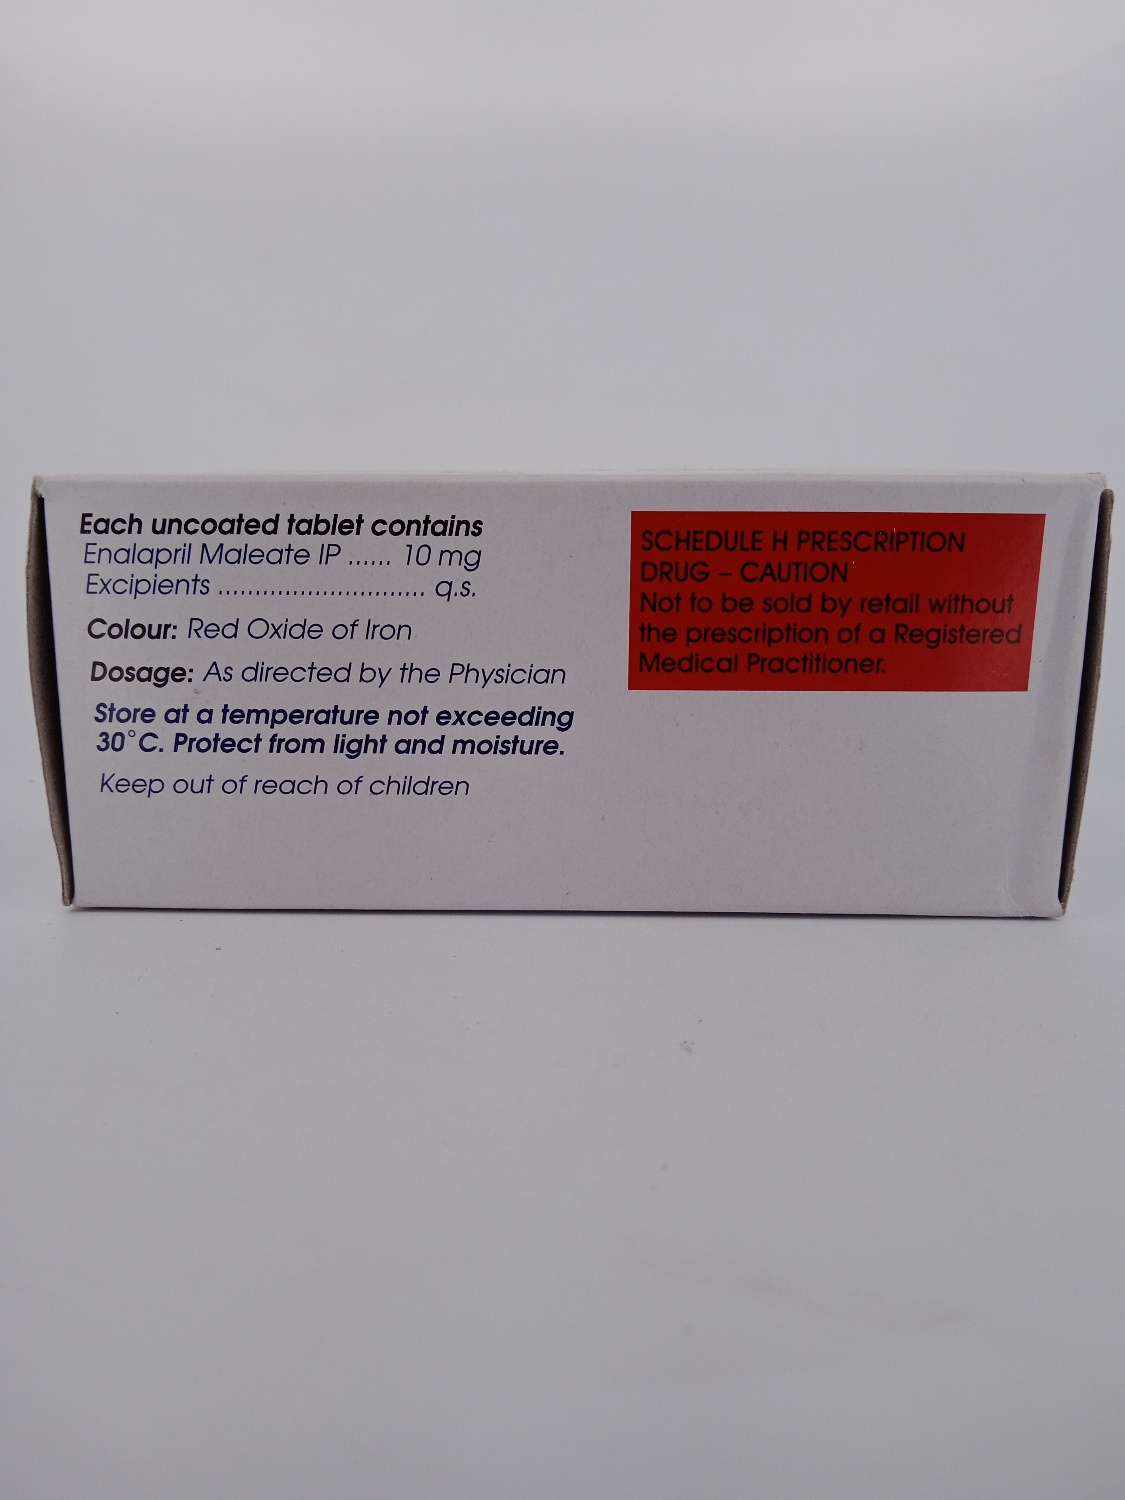 Each uncoated tablet contains
Enalapril Maleate IP ...... 10 mg
Excipients ............................ q.s.
Colour: Red Oxide of Iron
Dosage: As directed by the Physician
Store at a temperature not exceeding
30°C. Protect from light and moisture.
Keep out of reach of children
SCHEDULE H PRESCRIPTION
DRUG – CAUTION
Not to be sold by retail without
the prescription of a Registered
Medical Practitioner.